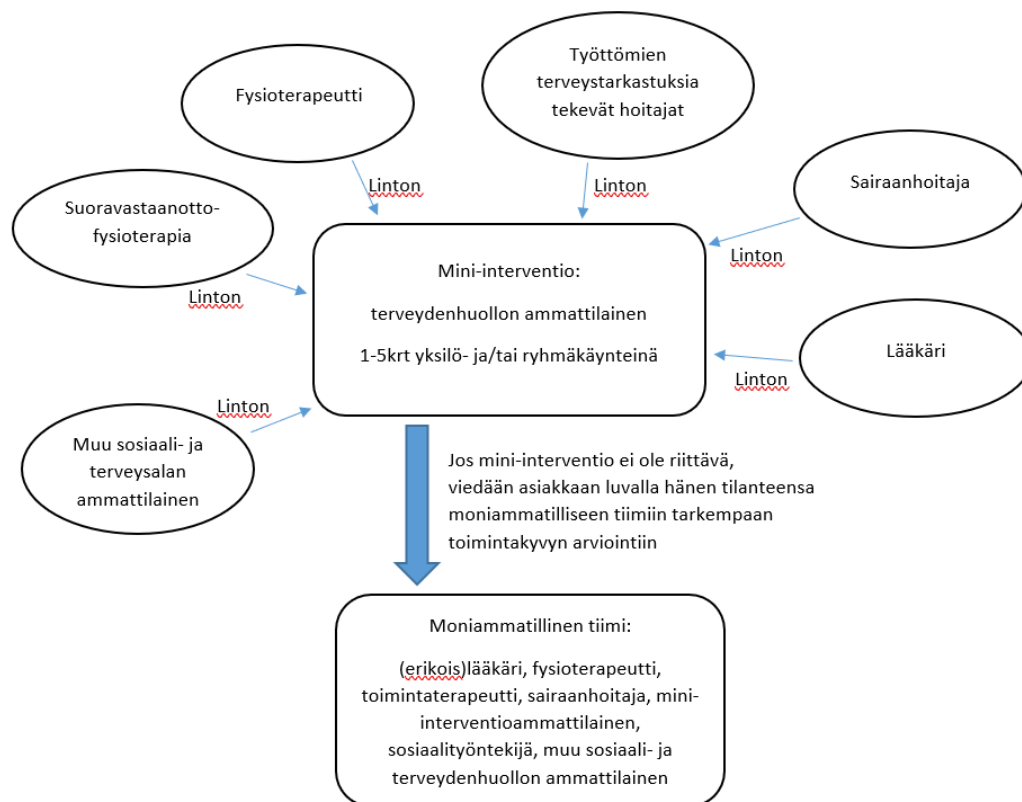 Työttömien
terveystarkastuksia
tekevät hoitajat
Fysioterapeutti
Linton
Linton
Sairaanhoitaja
Suoravastaanotto-
fysioterapia
Linton
Linton
Mini-interventio:
terveydenhuollon ammattilainen
1-5krt yksilö- ja/tai ryhmäkäynteinä
Lääkäri
Linton
Linton
Muu sosiaali- ja
terveysalan
ammattilainen
Jos mini-interventio ei ole riittävä,
viedään asiakkaan luvalla hänen tilanteensa
moniammatilliseen tiimiin tarkempaan
toimintakyvyn arviointiin
Moniammatillinen tiimi:
(erikois)lääkäri, fysioterapeutti,
toimintaterapeutti, sairaanhoitaja, mini-
interventioammattilainen,
sosiaalityöntekijä, muu sosiaali- ja
terveydenhuollon ammattilainen